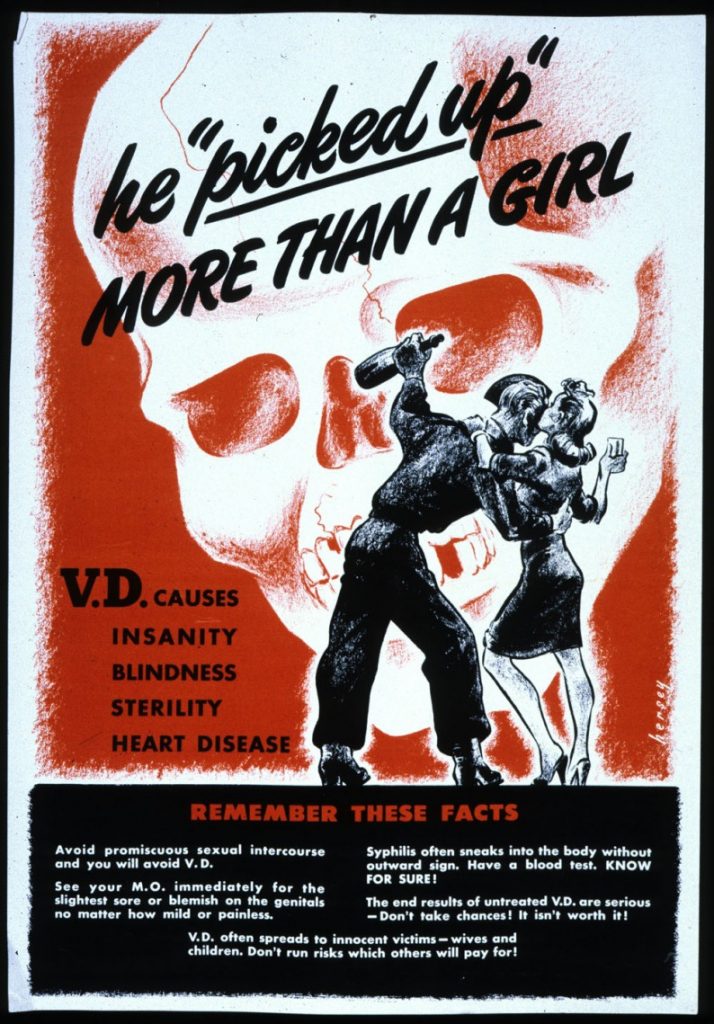 he "picked up"
MORE THAN A GIRL
V.D. CAUSES
INSANITY
BLINDNESS
STERILITY
HEART DISEASE
hersey
REMEMBER THESE FACTS
Avoid promiscuous sexual intercourse
and you will avoid V.D.
See your M.O. immediately for the
slightest sore or blemish on the genitals
no matter how mild or painless.
Syphilis often sneaks into the body without
outward sign. Have a blood test. KNOW
FOR SURE!
The end results of untreated V.D. are serious
—Don't take chances! It isn't worth it!
V.D. often spreads to innocent victims—wives and
children. Don't run risks which others will pay for!